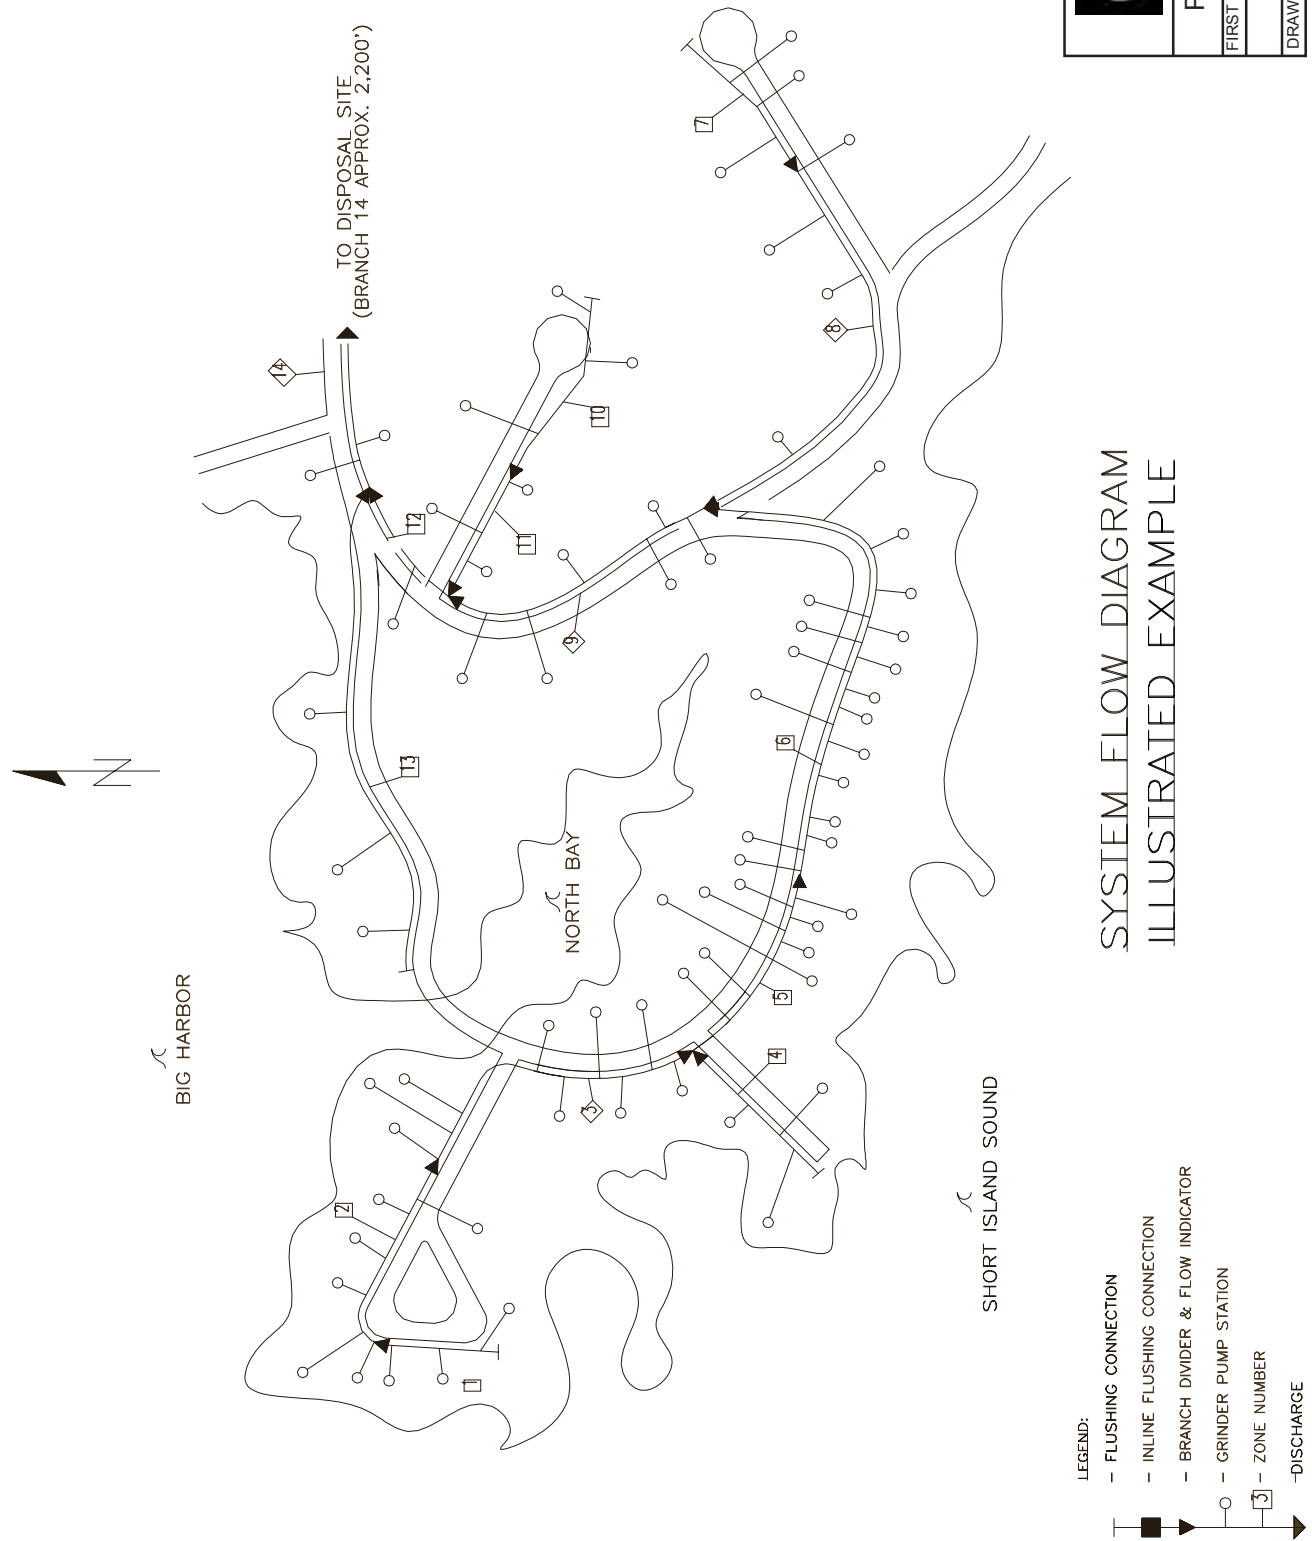 TO DISPOSAL SITE
(BRANCH 14 APPROX. 2,200')
N
BIG HARBOR
NORTH BAY
SHORT ISLAND SOUND
1
2
3
4
5
6
7
8
9
10
11
12
13
14
SYSTEM FLOW DIAGRAM
ILLUSTRATED EXAMPLE
LEGEND:
- FLUSHING CONNECTION
- INLINE FLUSHING CONNECTION
- BRANCH DIVIDER & FLOW INDICATOR
- GRINDER PUMP STATION
3 - ZONE NUMBER
-DISCHARGE
FIRST
DRAW